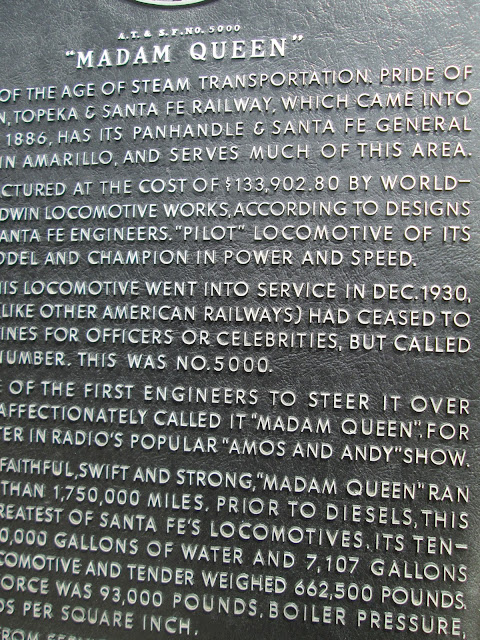 A.T. & S.F. NO. 5000
"MADAM QUEEN"
OF THE AGE OF STEAM TRANSPORTATION. PRIDE OF
N, TOPEKA & SANTA FE RAILWAY, WHICH CAME INTO
1886, HAS ITS PANHANDLE & SANTA FE GENERAL
IN AMARILLO, AND SERVES MUCH OF THIS AREA.
CTURED AT THE COST OF $133,902.80 BY WORLD-
DWIN LOCOMOTIVE WORKS, ACCORDING TO DESIGNS
ANTA FE ENGINEERS. "PILOT" LOCOMOTIVE OF ITS
ODEL AND CHAMPION IN POWER AND SPEED.
HIS LOCOMOTIVE WENT INTO SERVICE IN DEC. 1930,
(LIKE OTHER AMERICAN RAILWAYS) HAD CEASED TO
INES FOR OFFICERS OR CELEBRITIES, BUT CALLED
NUMBER. THIS WAS NO. 5000.
E OF THE FIRST ENGINEERS TO STEER IT OVER
AFFECTIONATELY CALLED IT "MADAM QUEEN", FOR
TER IN RADIO'S POPULAR "AMOS AND ANDY" SHOW.
FAITHFUL, SWIFT AND STRONG, "MADAM QUEEN" RAN
THAN 1,750,000 MILES. PRIOR TO DIESELS, THIS
REATEST OF SANTA FE'S LOCOMOTIVES. ITS TEN-
0,000 GALLONS OF WATER AND 7,107 GALLONS
COMOTIVE AND TENDER WEIGHED 662,500 POUNDS.
ORCE WAS 93,000 POUNDS. BOILER PRESSURE,
DS PER SQUARE INCH.